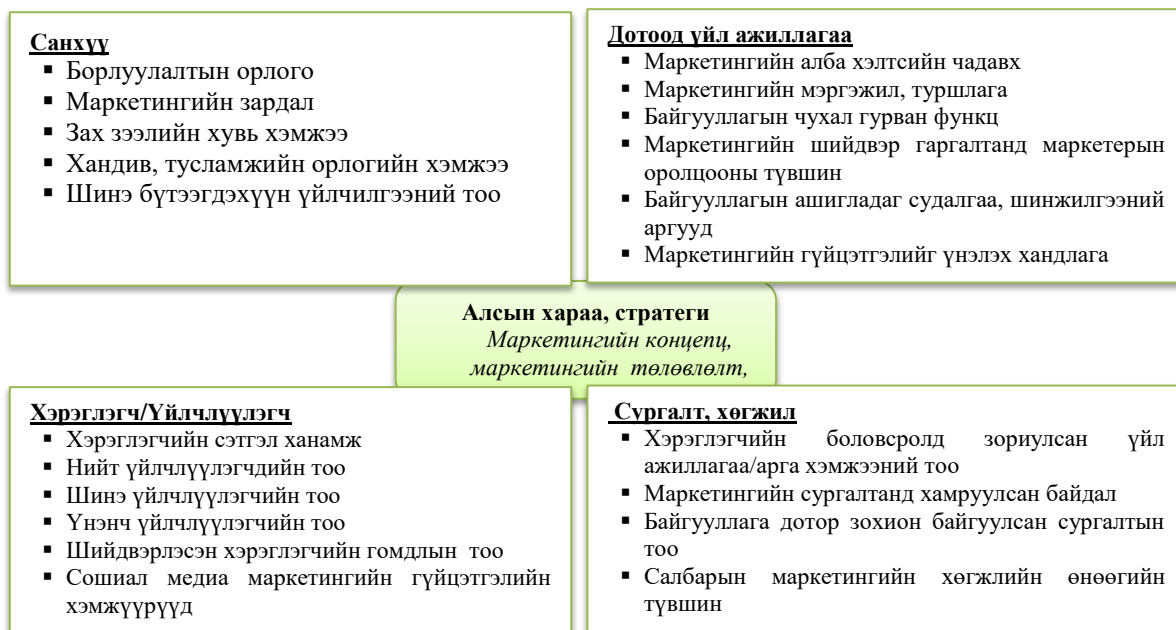 Санхүү
▪ Борлуулалтын орлого
▪ Маркетингийн зардал
▪ Зах зээлийн хувь хэмжээ
▪ Хандив, тусламжийн орлогийн хэмжээ
▪ Шинэ бүтээгдэхүүн үйлчилгээний тоо
Дотоод үйл ажиллагаа
▪ Маркетингийн алба хэлтсийн чадавх
▪ Маркетингийн мэргэжил, туршлага
▪ Байгууллагын чухал гурван функц
▪ Маркетингийн шийдвэр гаргалтанд маркетерын
оролцооны түвшин
▪ Байгууллагын ашигладаг судалгаа, шинжилгээний
аргууд
▪ Маркетингийн гүйцэтгэлийг үнэлэх хандлага
Алсын хараа, стратеги
Маркетингийн концепц,
маркетингийн төлөвлөлт,
Хэрэглэгч/Үйлчлүүлэгч
▪ Хэрэглэгчийн сэтгэл ханамж
▪ Нийт үйлчлүүлэгчдийн тоо
▪ Шинэ үйлчлүүлэгчийн тоо
▪ Үнэнч үйлчлүүлэгчийн тоо
▪ Шийдвэрлэсэн хэрэглэгчийн гомдлын тоо
▪ Сошиал медиа маркетингийн гүйцэтгэлийн
хэмжүүрүүд
Сургалт, хөгжил
▪ Хэрэглэгчийн боловсролд зориулсан үйл
ажиллагаа/арга хэмжээний тоо
▪ Маркетингийн сургалтанд хамруулсан байдал
▪ Байгууллага дотор зохион байгуулсан сургалтын
тоо
▪ Салбарын маркетингийн хөгжлийн өнөөгийн
түвшин